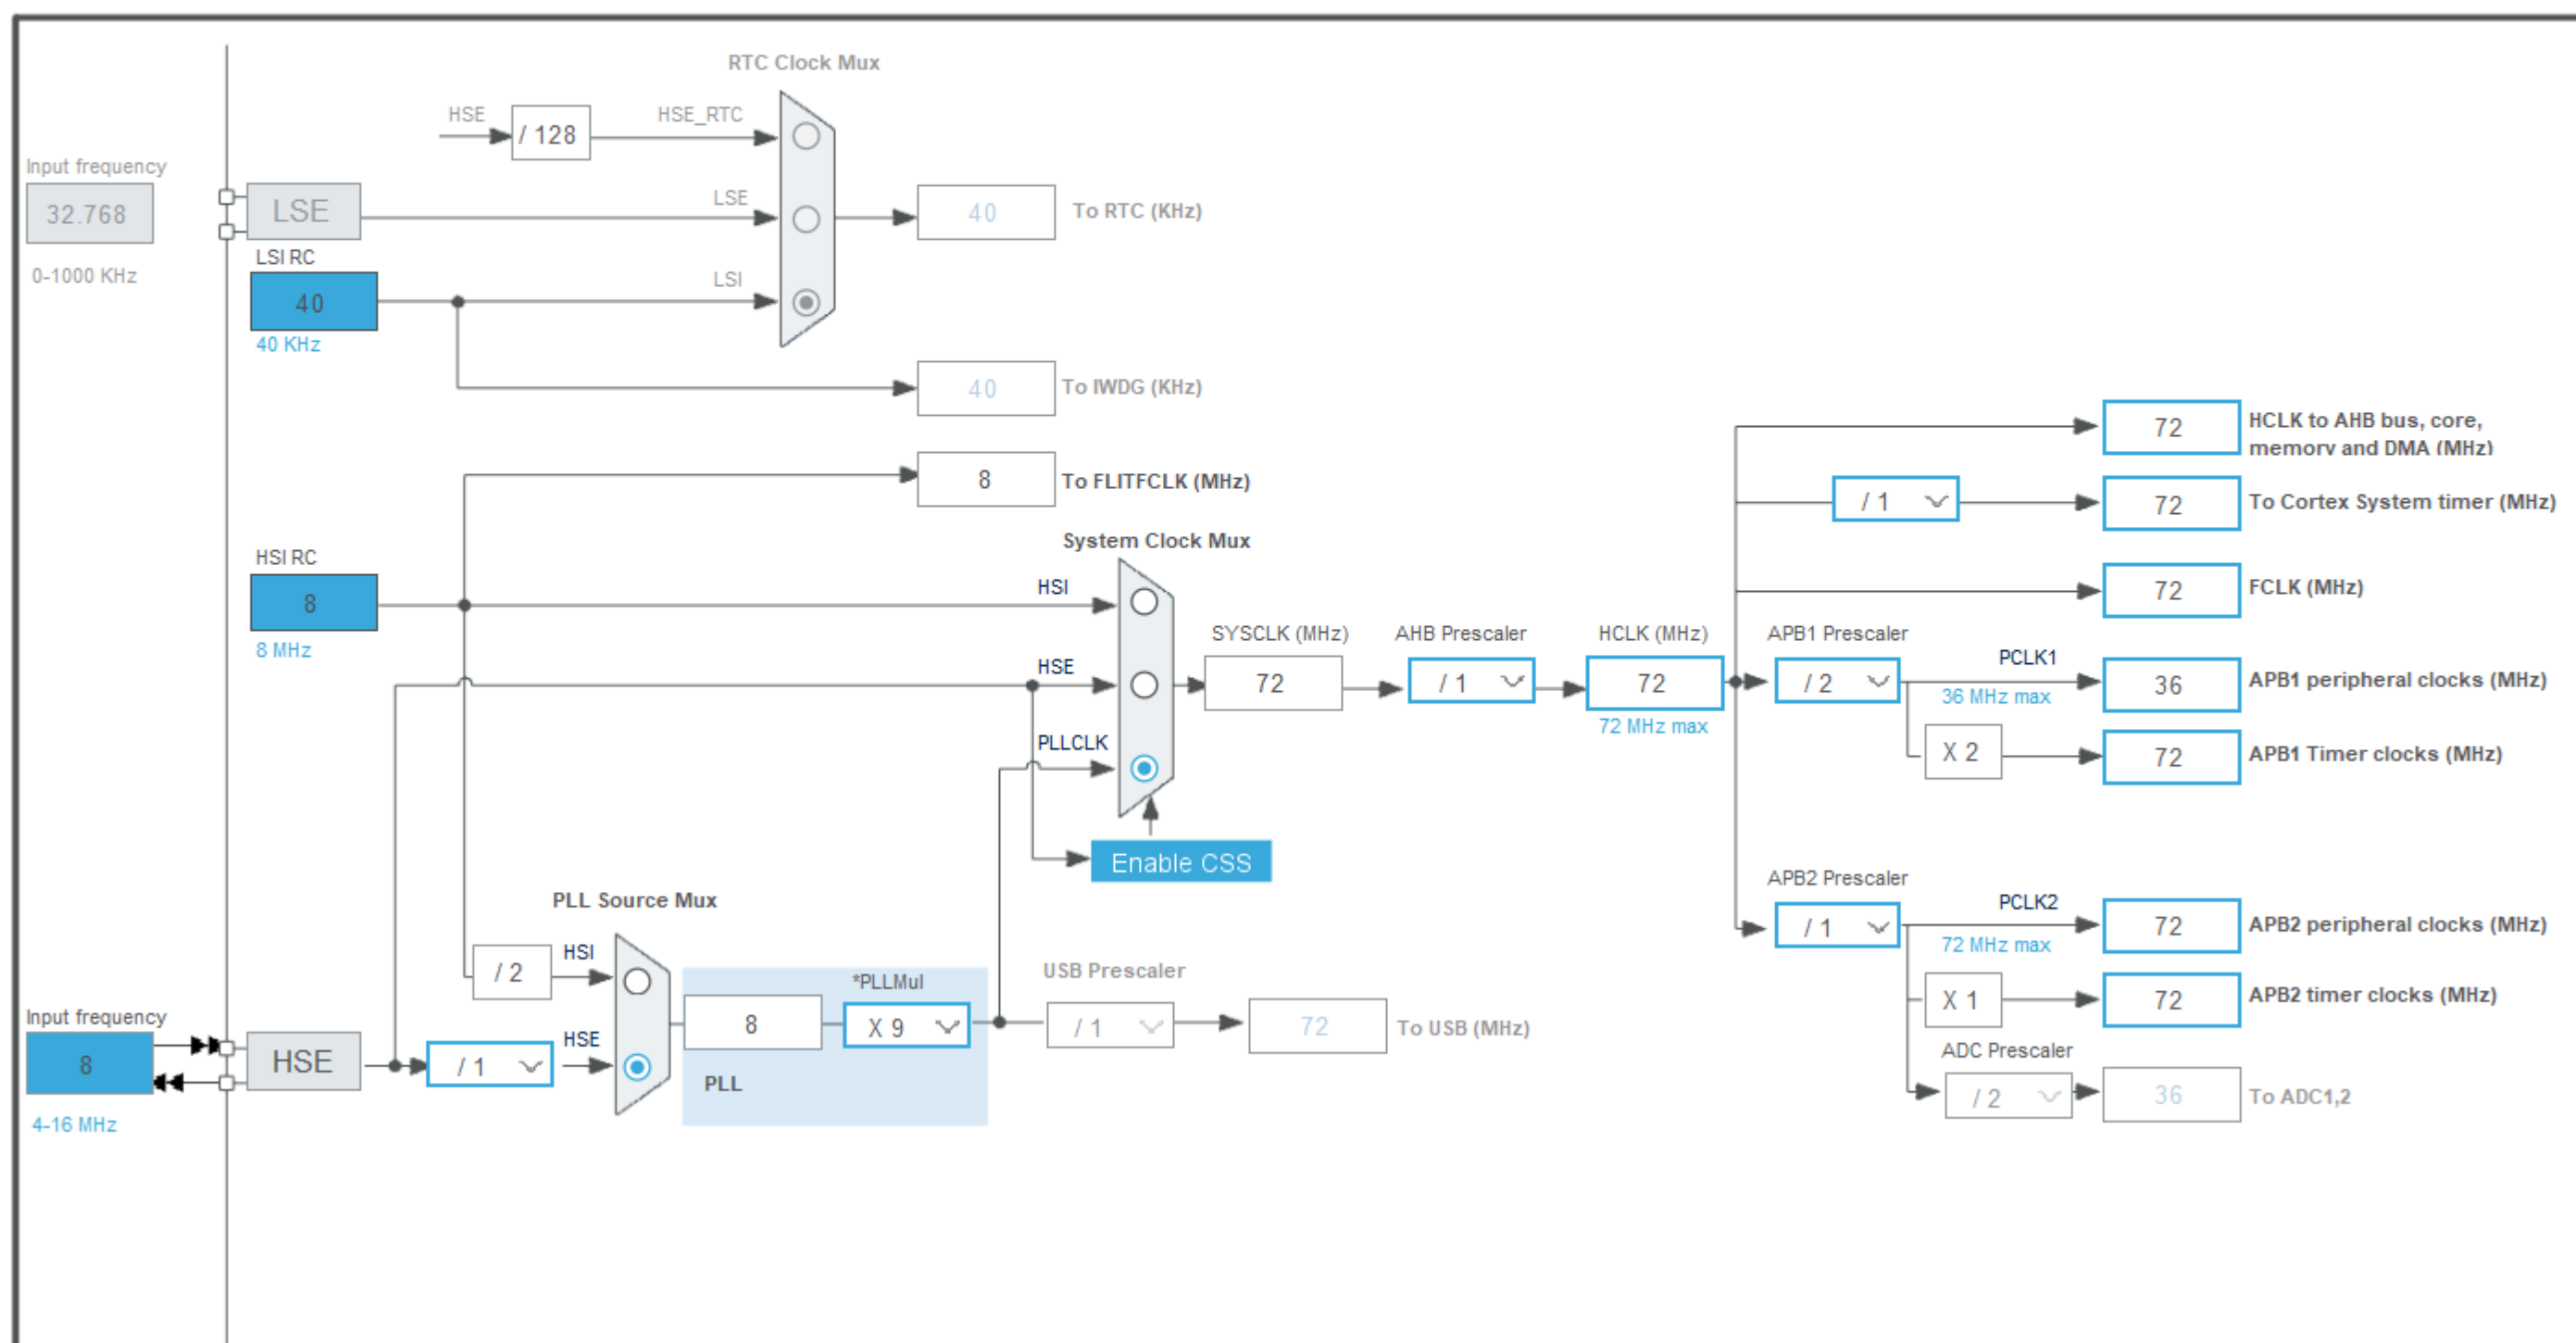 RTC Clock Mux
HSE
/ 128
HSE_RTC
Input frequency
32.768
0-1000 KHz
LSE
LSE
40
To RTC (KHz)
LSI RC
40
40 KHz
LSI
40
To IWDG (KHz)
8
To FLITFCLK (MHz)
HSI RC
8
8 MHz
System Clock Mux
HSI
HSE
PLLCLK
Enable CSS
SYSCLK (MHz)
72
AHB Prescaler
/ 1
HCLK (MHz)
72
72 MHz max
72
HCLK to AHB bus, core,
memory and DMA (MHz)
/ 1
72
To Cortex System timer (MHz)
72
FCLK (MHz)
APB1 Prescaler
/ 2
PCLK1
36 MHz max
36
APB1 peripheral clocks (MHz)
X 2
72
APB1 Timer clocks (MHz)
APB2 Prescaler
/ 1
PCLK2
72 MHz max
72
APB2 peripheral clocks (MHz)
X 1
72
APB2 timer clocks (MHz)
ADC Prescaler
/ 2
36
To ADC1,2
PLL Source Mux
/ 2
HSI
Input frequency
8
4-16 MHz
HSE
/ 1
HSE
8
*PLLMul
X 9
PLL
USB Prescaler
/ 1
72
To USB (MHz)